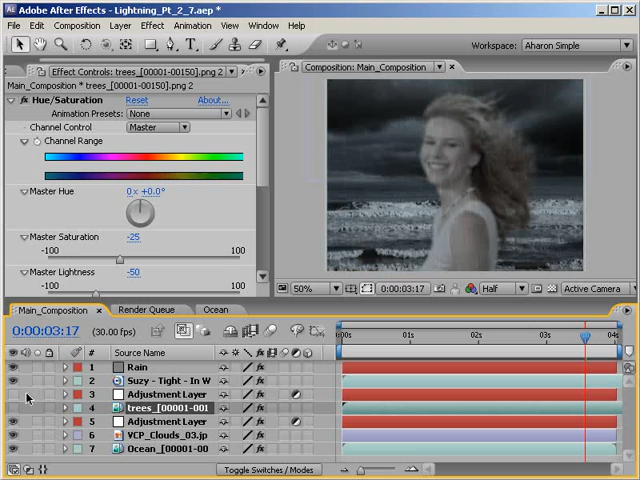 Adobe After Effects - Lightning_Pt_2_7.aep *
File Edit Composition Layer Effect Animation View Window Help
Workspace: Aharon Simple
Effect Controls: trees_[00001-00150].png 2
Composition: Main_Composition
Main_Composition * trees_[00001-00150].png 2
Hue/Saturation Reset About...
Animation Presets: None
Channel Control Master
Channel Range
Master Hue 0 x +0.0°
Master Saturation -25
-100 100
Master Lightness -50
-100 100
50% 0:00:03:17 Half Active Camera
Main_Composition Render Queue Ocean
0:00:03:17 (30.00 fps)
:00s 01s 02s 03s 04s
# Source Name
1 Rain
2 Suzy - Tight - In W
3 Adjustment Layer
4 trees_[00001-001
5 Adjustment Layer
6 VCP_Clouds_03.jp
7 Ocean_[00001-00
Toggle Switches / Modes